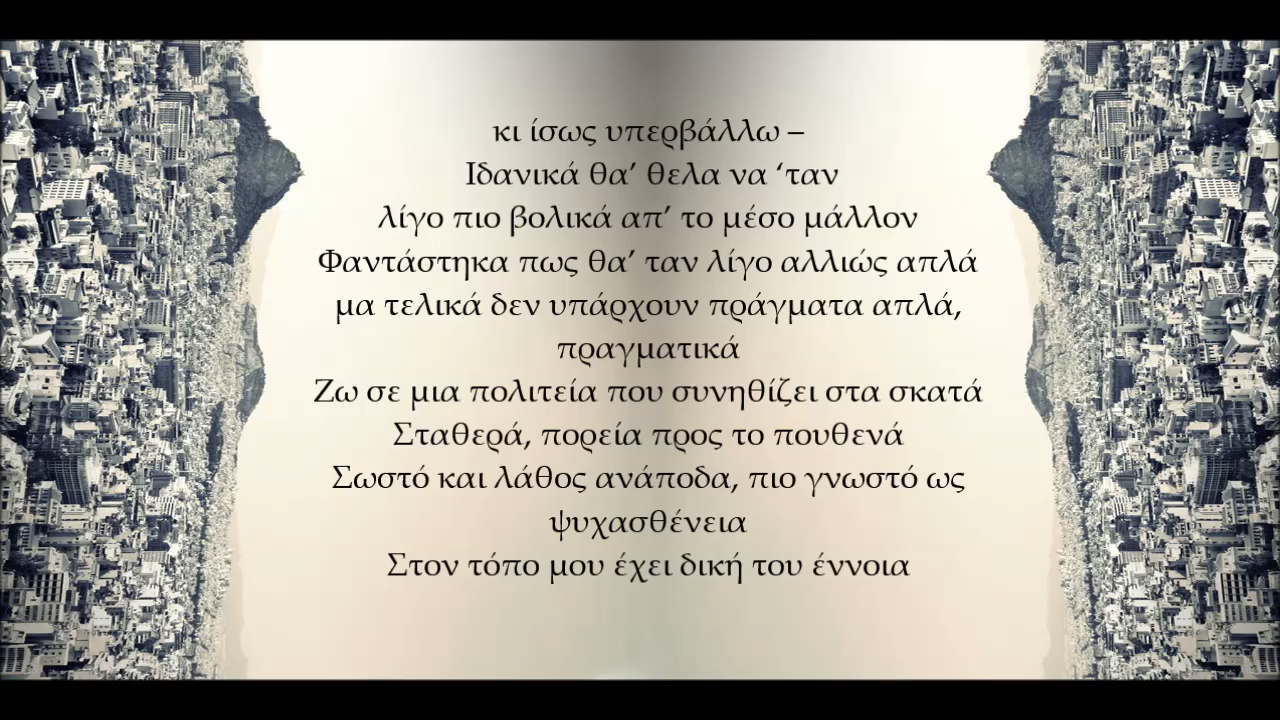 κι ίσως υπερβάλλω –
Ιδανικά θα’ θελα να ‘ταν
λίγο πιο βολικά απ’ το μέσο μάλλον
Φαντάστηκα πως θα’ ταν λίγο αλλιώς απλά
μα τελικά δεν υπάρχουν πράγματα απλά,
πραγματικά
Ζω σε μια πολιτεία που συνηθίζει στα σκατά
Σταθερά, πορεία προς το πουθενά
Σωστό και λάθος ανάποδα, πιο γνωστό ως
ψυχασθένεια
Στον τόπο μου έχει δική του έννοια